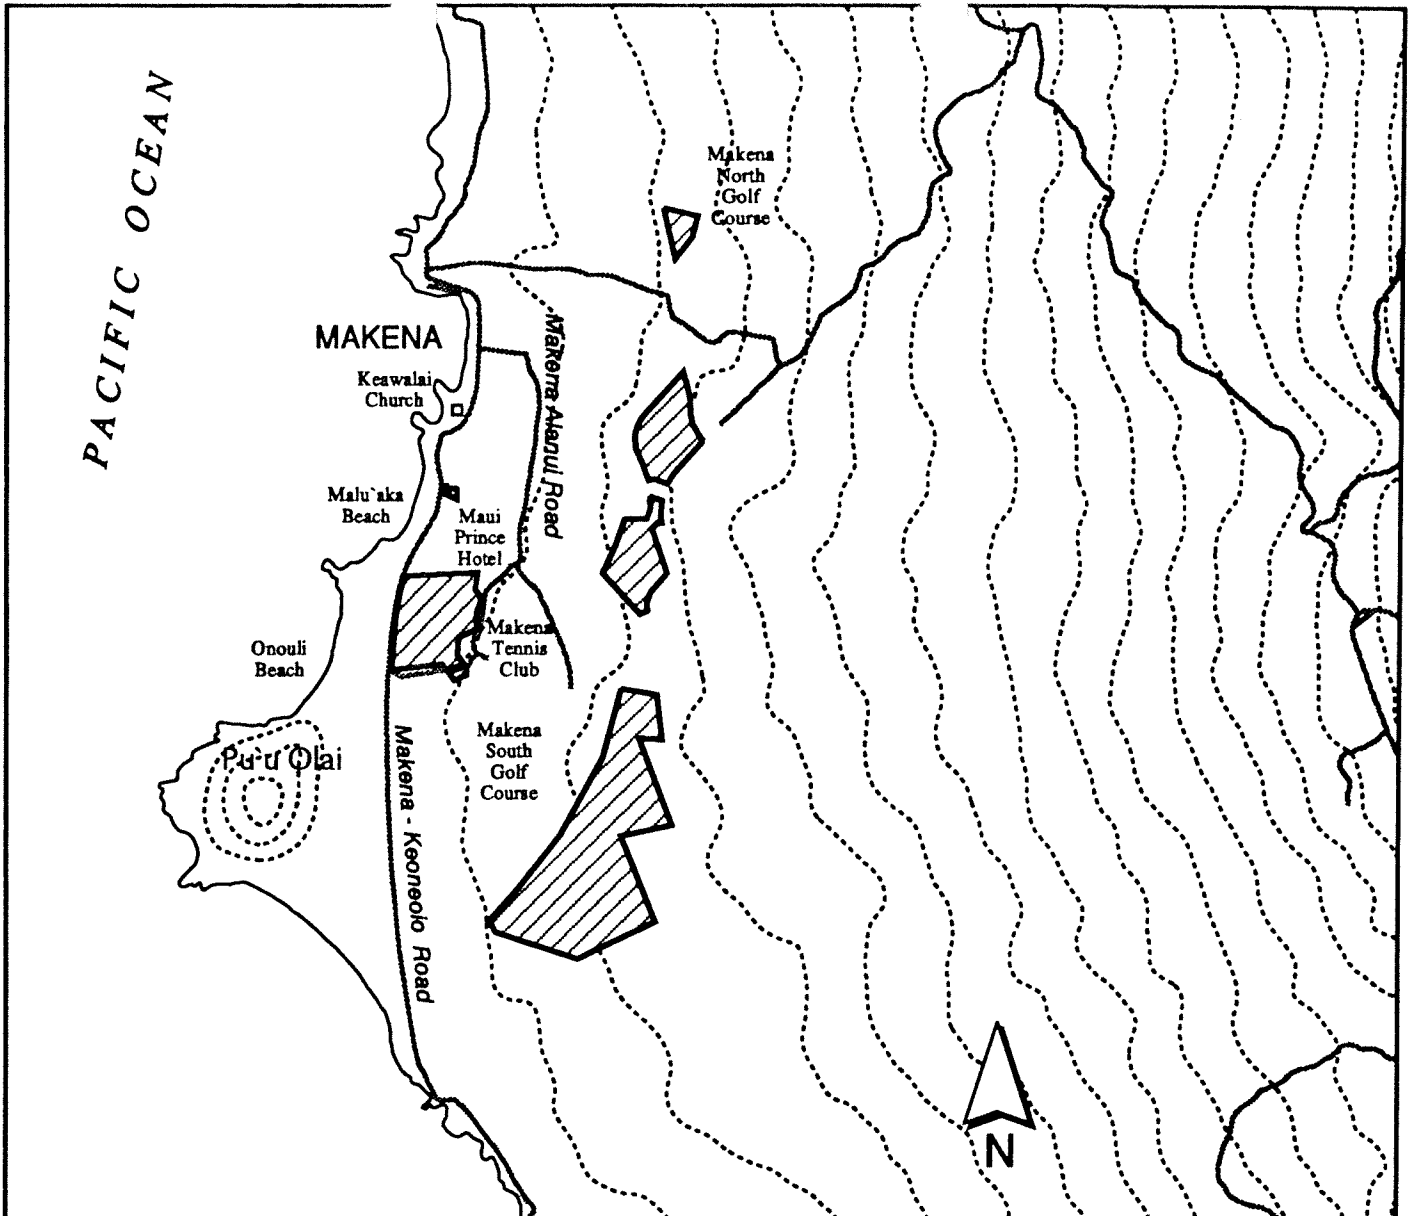 PACIFIC OCEAN
Makena
North
Golf
Course
MAKENA
Keawalai
Church
Makena Alanui Road
Malu`aka
Beach
Maui
Prince
Hotel
Makena
Tennis
Club
Onouli
Beach
Pu`u Olai
Makena
South
Golf
Course
Makena - Keoneolo Road
N